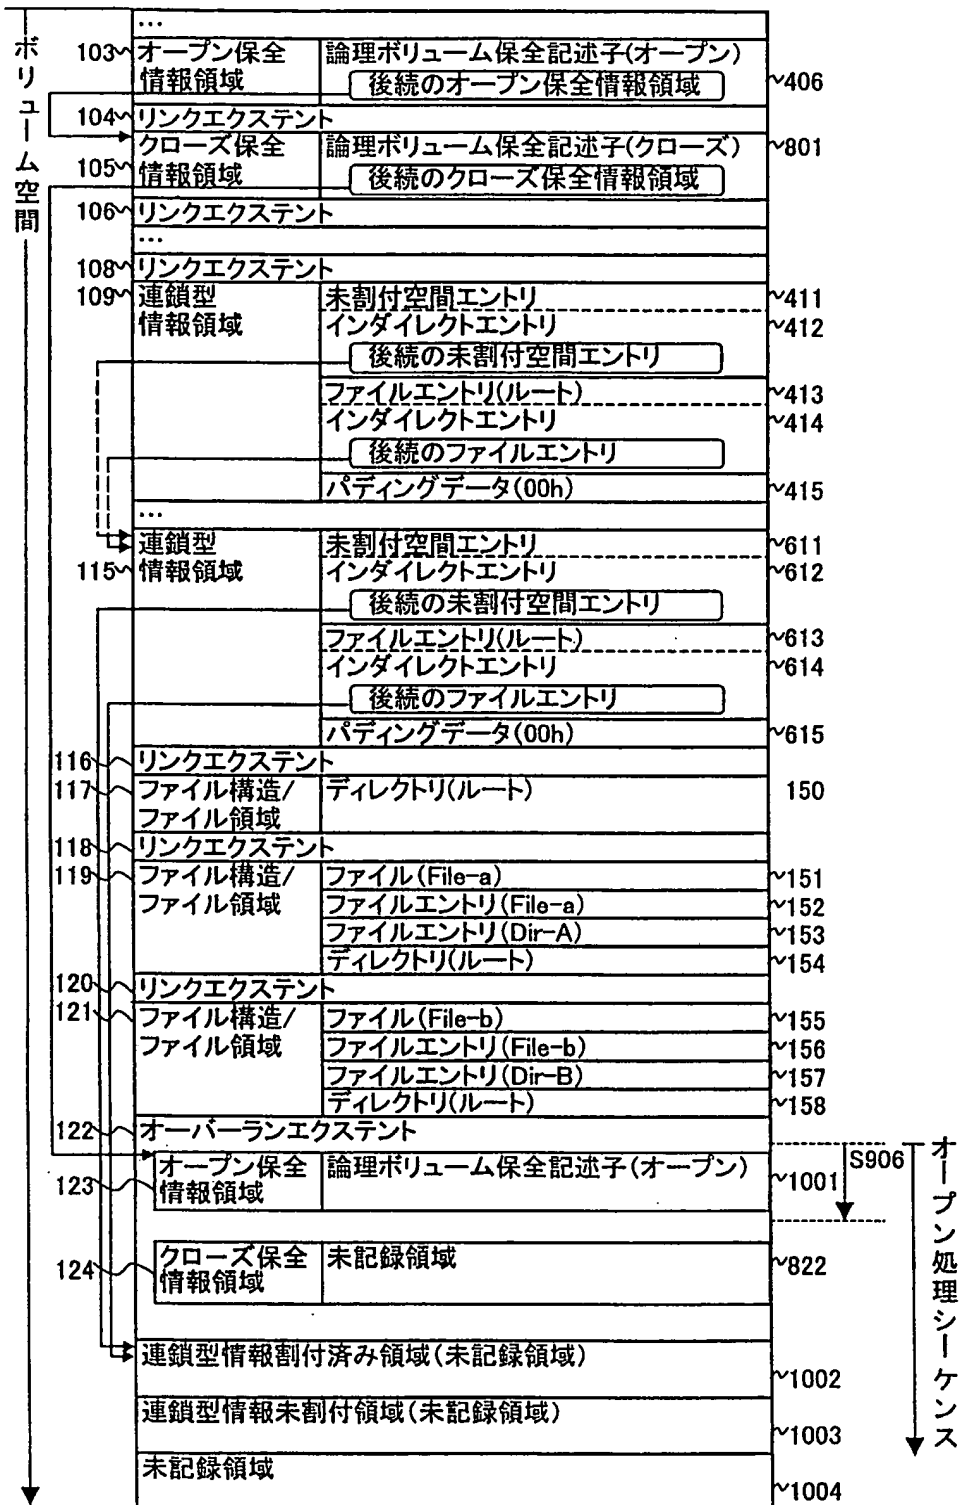 ボリューム空間
…
103 オープン保全 論理ボリューム保全記述子(オープン)
情報領域 後続のオープン保全情報領域 406
104 リンクエクステント
クローズ保全 論理ボリューム保全記述子(クローズ) 801
105 情報領域 後続のクローズ保全情報領域
106 リンクエクステント
…
108 リンクエクステント
109 連鎖型 未割付空間エントリ 411
情報領域 インダイレクトエントリ 412
後続の未割付空間エントリ
ファイルエントリ(ルート) 413
インダイレクトエントリ 414
後続のファイルエントリ
パディングデータ(00h) 415
…
連鎖型 未割付空間エントリ 611
115 情報領域 インダイレクトエントリ 612
後続の未割付空間エントリ
ファイルエントリ(ルート) 613
インダイレクトエントリ 614
後続のファイルエントリ
パディングデータ(00h) 615
116 リンクエクステント
117 ファイル構造/ ディレクトリ(ルート) 150
ファイル領域
118 リンクエクステント
119 ファイル構造/ ファイル(File-a) 151
ファイル領域 ファイルエントリ(File-a) 152
ファイルエントリ(Dir-A) 153
ディレクトリ(ルート) 154
120 リンクエクステント
121 ファイル構造/ ファイル(File-b) 155
ファイル領域 ファイルエントリ(File-b) 156
ファイルエントリ(Dir-B) 157
ディレクトリ(ルート) 158
122 オーバーランエクステント
オープン保全 論理ボリューム保全記述子(オープン) S906
123 情報領域 1001
クローズ保全 未記録領域 822
124 情報領域
連鎖型情報割付済み領域(未記録領域)
1002
連鎖型情報未割付領域(未記録領域)
1003
未記録領域
1004
オープン処理シーケンス